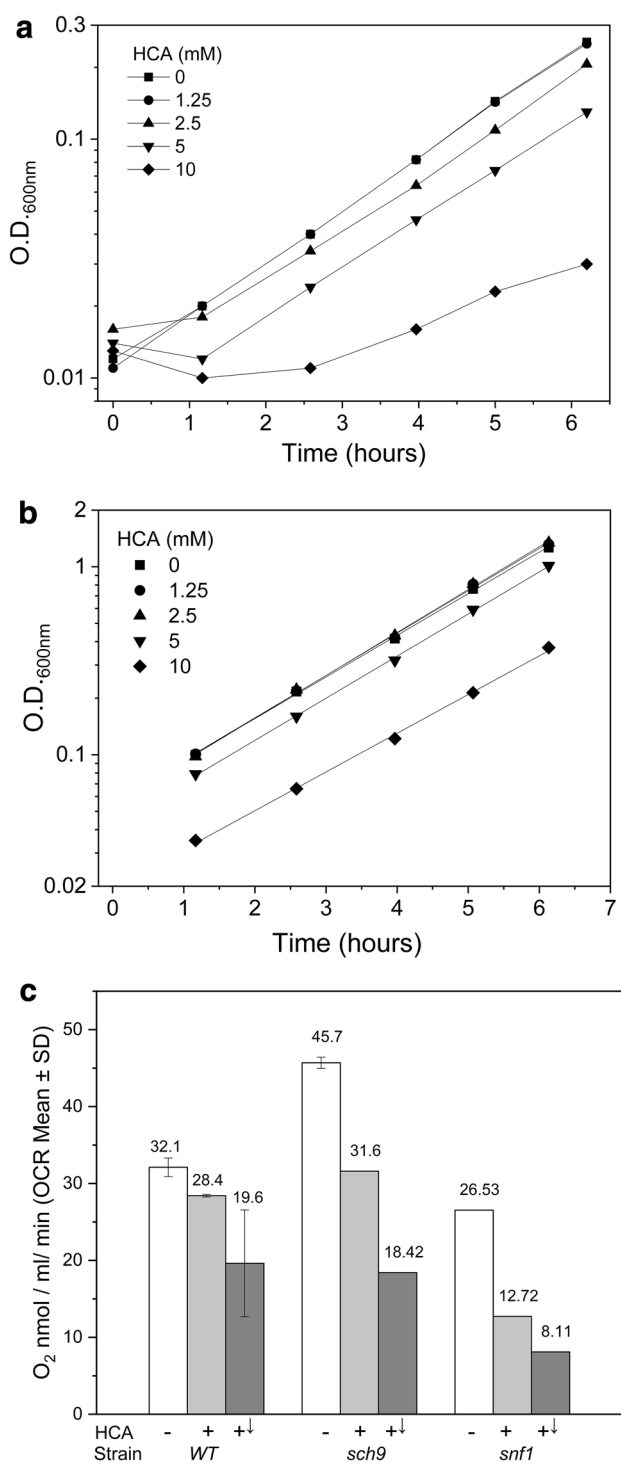 a
HCA (mM)
0
1.25
2.5
5
10
0.3
0.1
0.01
O.D.600nm
0 1 2 3 4 5 6
Time (hours)
b
HCA (mM)
0
1.25
2.5
5
10
2
1
0.1
0.02
O.D.600nm
0 1 2 3 4 5 6 7
Time (hours)
c
50
40
30
20
10
0
O2 nmol / ml/ min (OCR Mean ± SD)
32.1
28.4
19.6
45.7
31.6
18.42
26.53
12.72
8.11
HCA - + +↓ - + +↓ - + +↓
Strain WT sch9 snf1